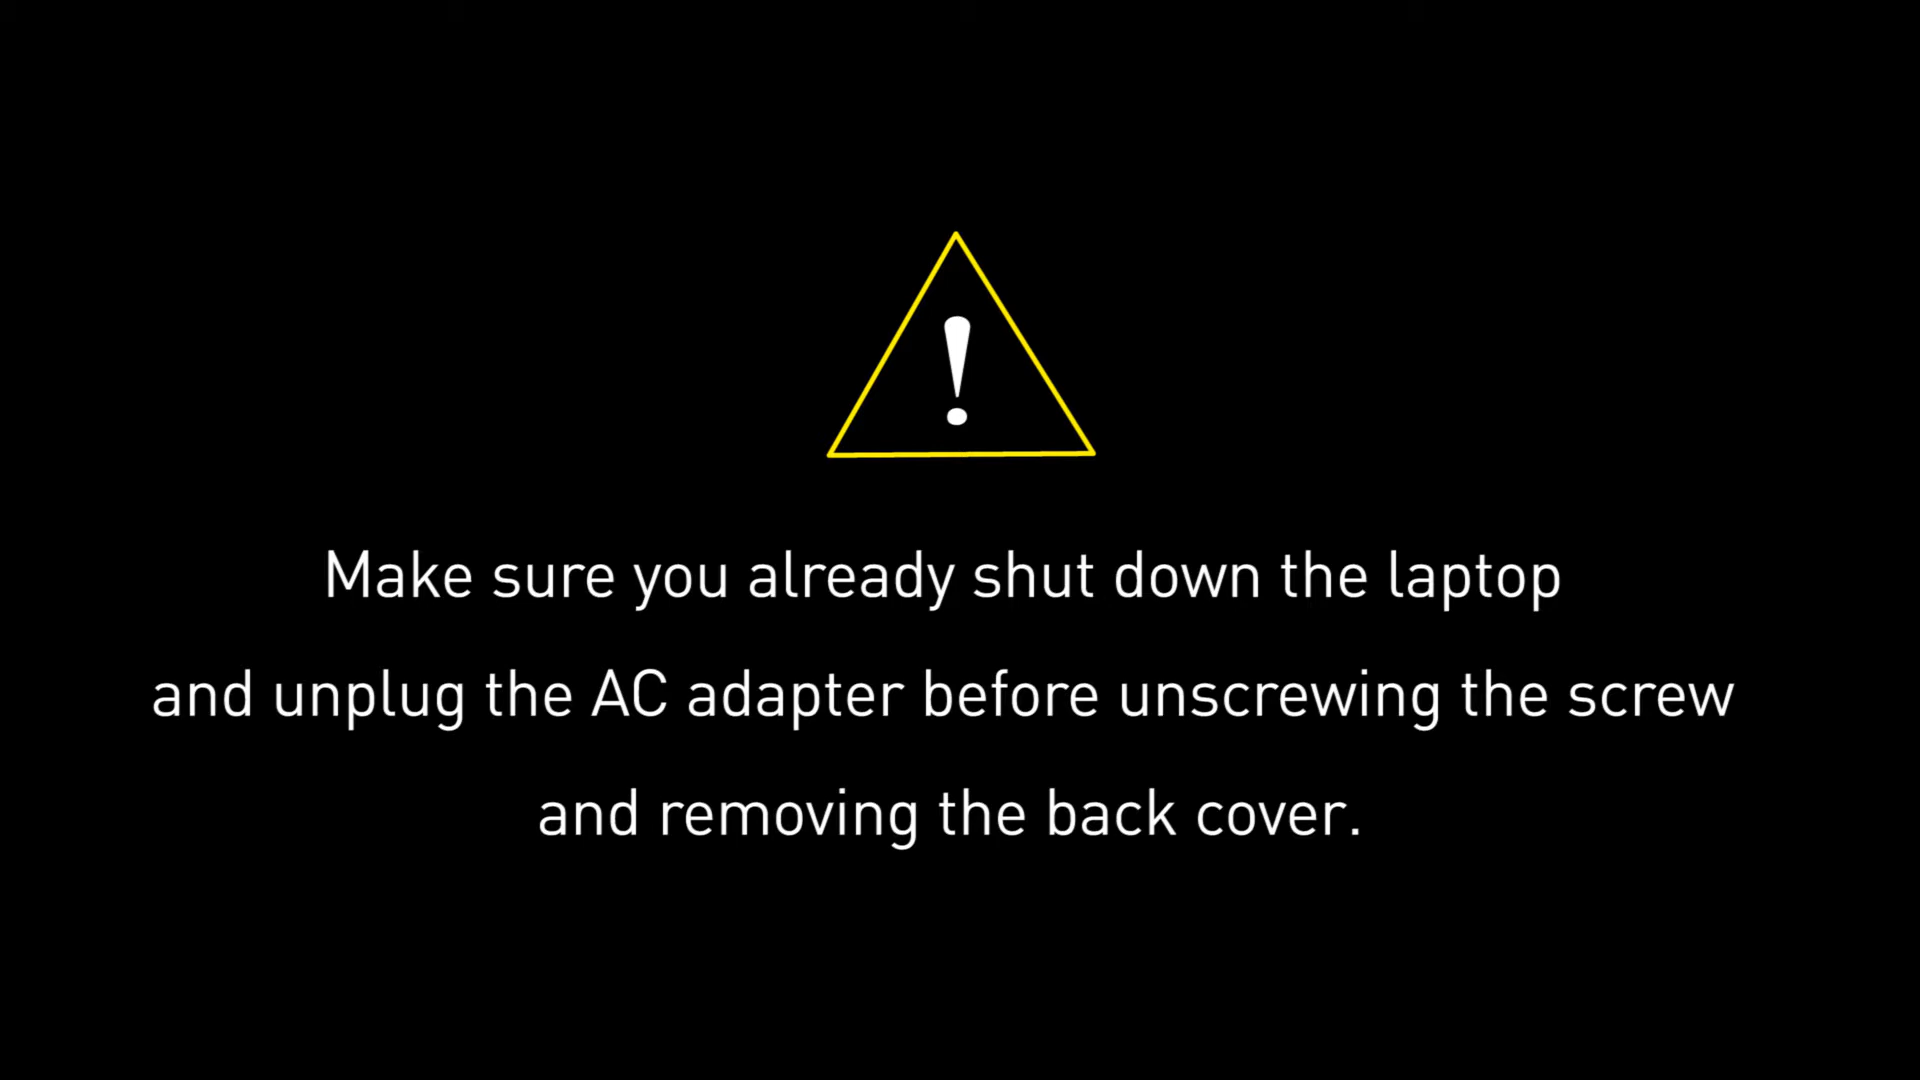 !
Make sure you already shut down the laptop
and unplug the AC adapter before unscrewing the screw
and removing the back cover.